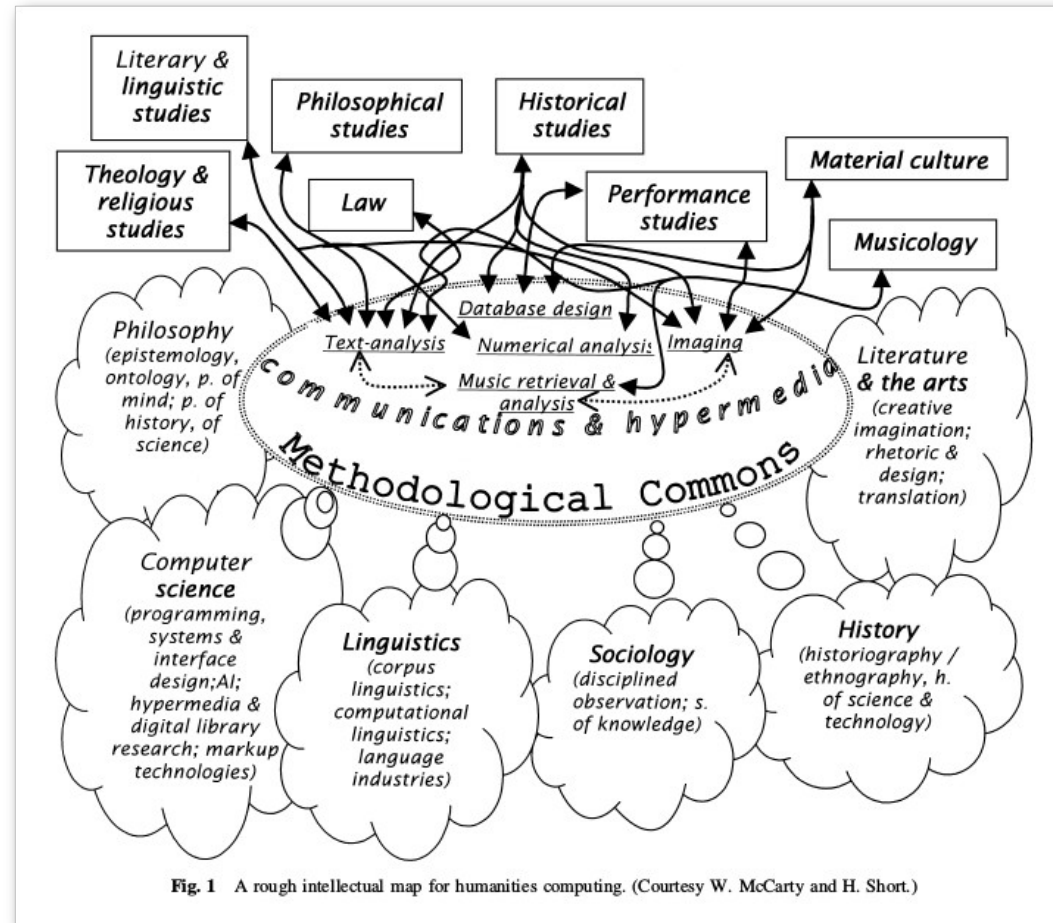 Literary &
linguistic
studies
Philosophical
studies
Historical
studies
Material culture
Theology &
religious
studies
Law
Performance
studies
Musicology
Database design
Text-analysis
Numerical analysis
Imaging
Music retrieval &
analysis
communications & hypermedia
Methodological Commons
Philosophy
(epistemology,
ontology, p. of
mind; p. of
history, of
science)
Literature
& the arts
(creative
imagination;
rhetoric &
design;
translation)
Computer
science
(programming,
systems &
interface
design;AI;
hypermedia &
digital library
research; markup
technologies)
Linguistics
(corpus
linguistics;
computational
linguistics;
language
industries)
Sociology
(disciplined
observation; s.
of knowledge)
History
(historiography /
ethnography, h.
of science &
technology)
Fig. 1 A rough intellectual map for humanities computing. (Courtesy W. McCarty and H. Short.)